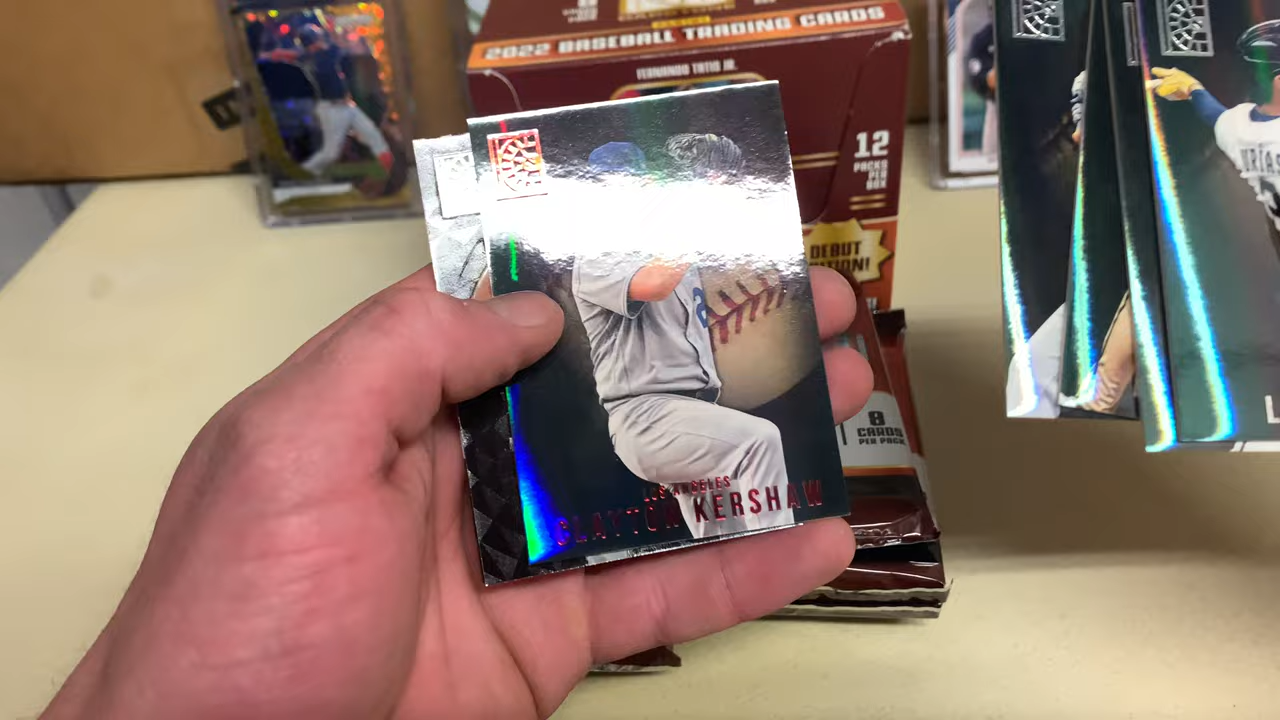 2022 BASEBALL TRADING CARDS
FERNANDO TATIS JR.
12
PACKS
PER
BOX
DEBUT
EDITION!
8
CARDS
PER PACK
LOS ANGELES
CLAYTON KERSHAW